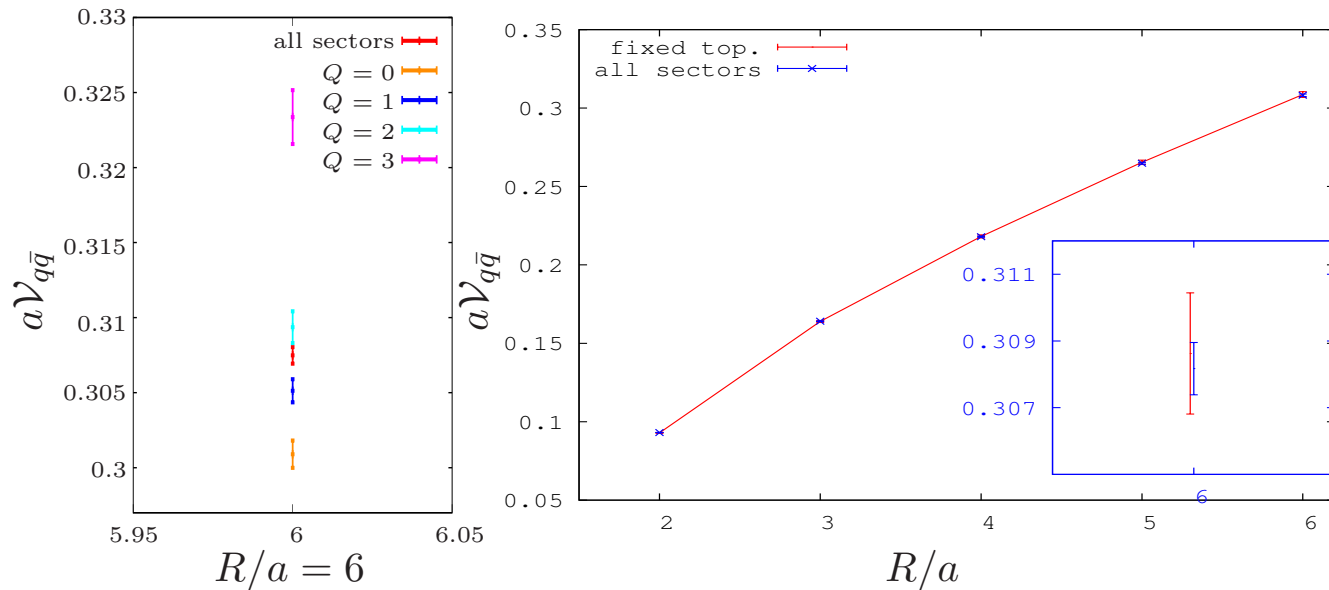 0.33
0.325
0.32
0.315
0.31
0.305
0.3
5.95
6
6.05
a𝒱_{qq̄}
R/a = 6
all sectors
Q = 0
Q = 1
Q = 2
Q = 3
0.35
0.3
0.25
0.2
0.15
0.1
0.05
2
3
4
5
6
a𝒱_{qq̄}
R/a
fixed top.
all sectors
0.311
0.309
0.307
6